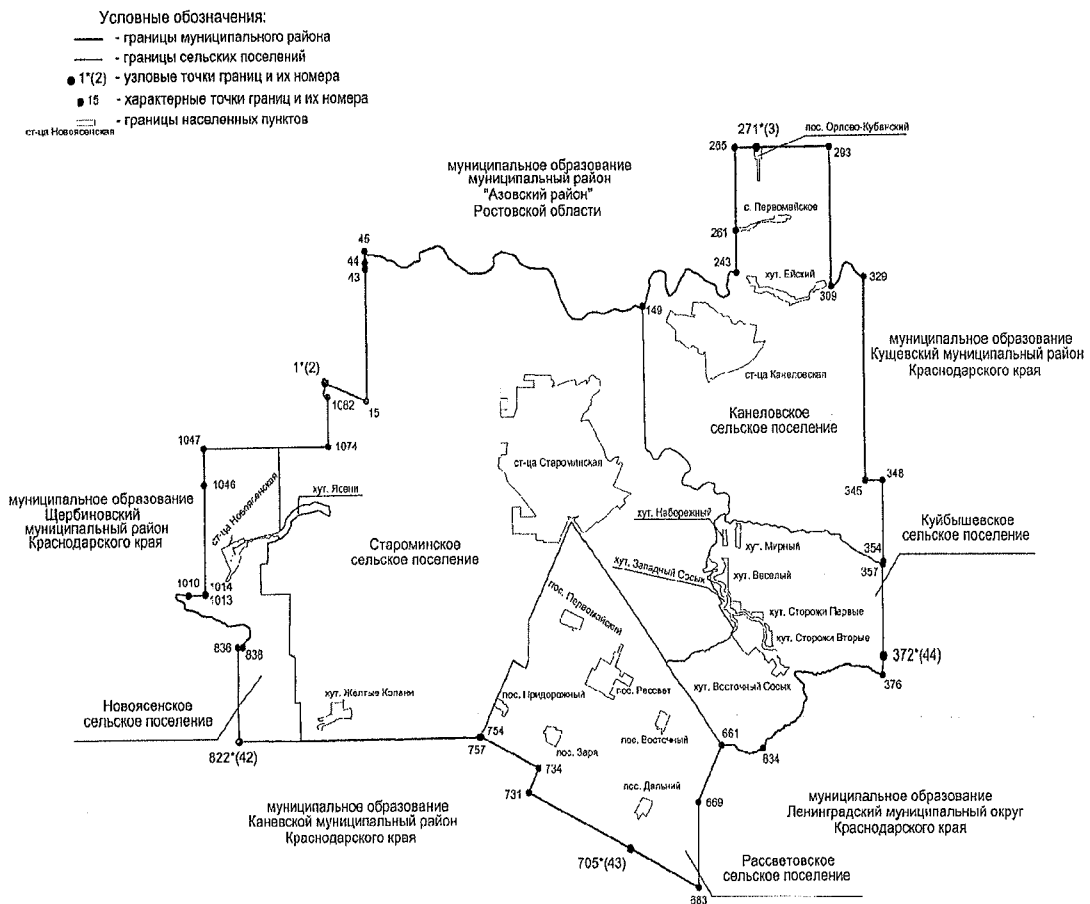 Условные обозначения:
- границы муниципального района
- границы сельских поселений
1*(2) - узловые точки границ и их номера
15 - характерные точки границ и их номера
ст-ца Новоясенская - границы населенных пунктов
271*(3)
пос. Орлово-Кубанский
265
293
муниципальное образование
муниципальный район
"Азовский район"
Ростовской области
с. Первомайское
261
45
44
43
243
хут. Ейский
309
329
149
муниципальное образование
Кущевский муниципальный район
Краснодарского края
ст-ца Канеловская
1*(2)
1082
15
Канеловское
сельское поселение
1047
1074
ст-ца Староминская
1046
345
348
муниципальное образование
Щербиновский
муниципальный район
Краснодарского края
ст-ца Новоясенская
хут. Ясени
хут. Набережный
Куйбышевское
сельское поселение
Староминское
сельское поселение
хут. Мирный
354
357
хут. Западный Сосык
хут. Веселый
1010
1014
1013
пос. Первомайский
хут. Сторожи Первые
хут. Сторожи Вторые
836
838
372*(44)
376
хут. Восточный Сосык
пос. Рассвет
пос. Придорожный
хут. Желтые Копани
Новоясенское
сельское поселение
754
757
пос. Восточный
661
634
822*(42)
пос. Заря
734
731
пос. Дальний
669
муниципальное образование
Каневской муниципальный район
Краснодарского края
муниципальное образование
Ленинградский муниципальный округ
Краснодарского края
705*(43)
Рассветовское
сельское поселение
683